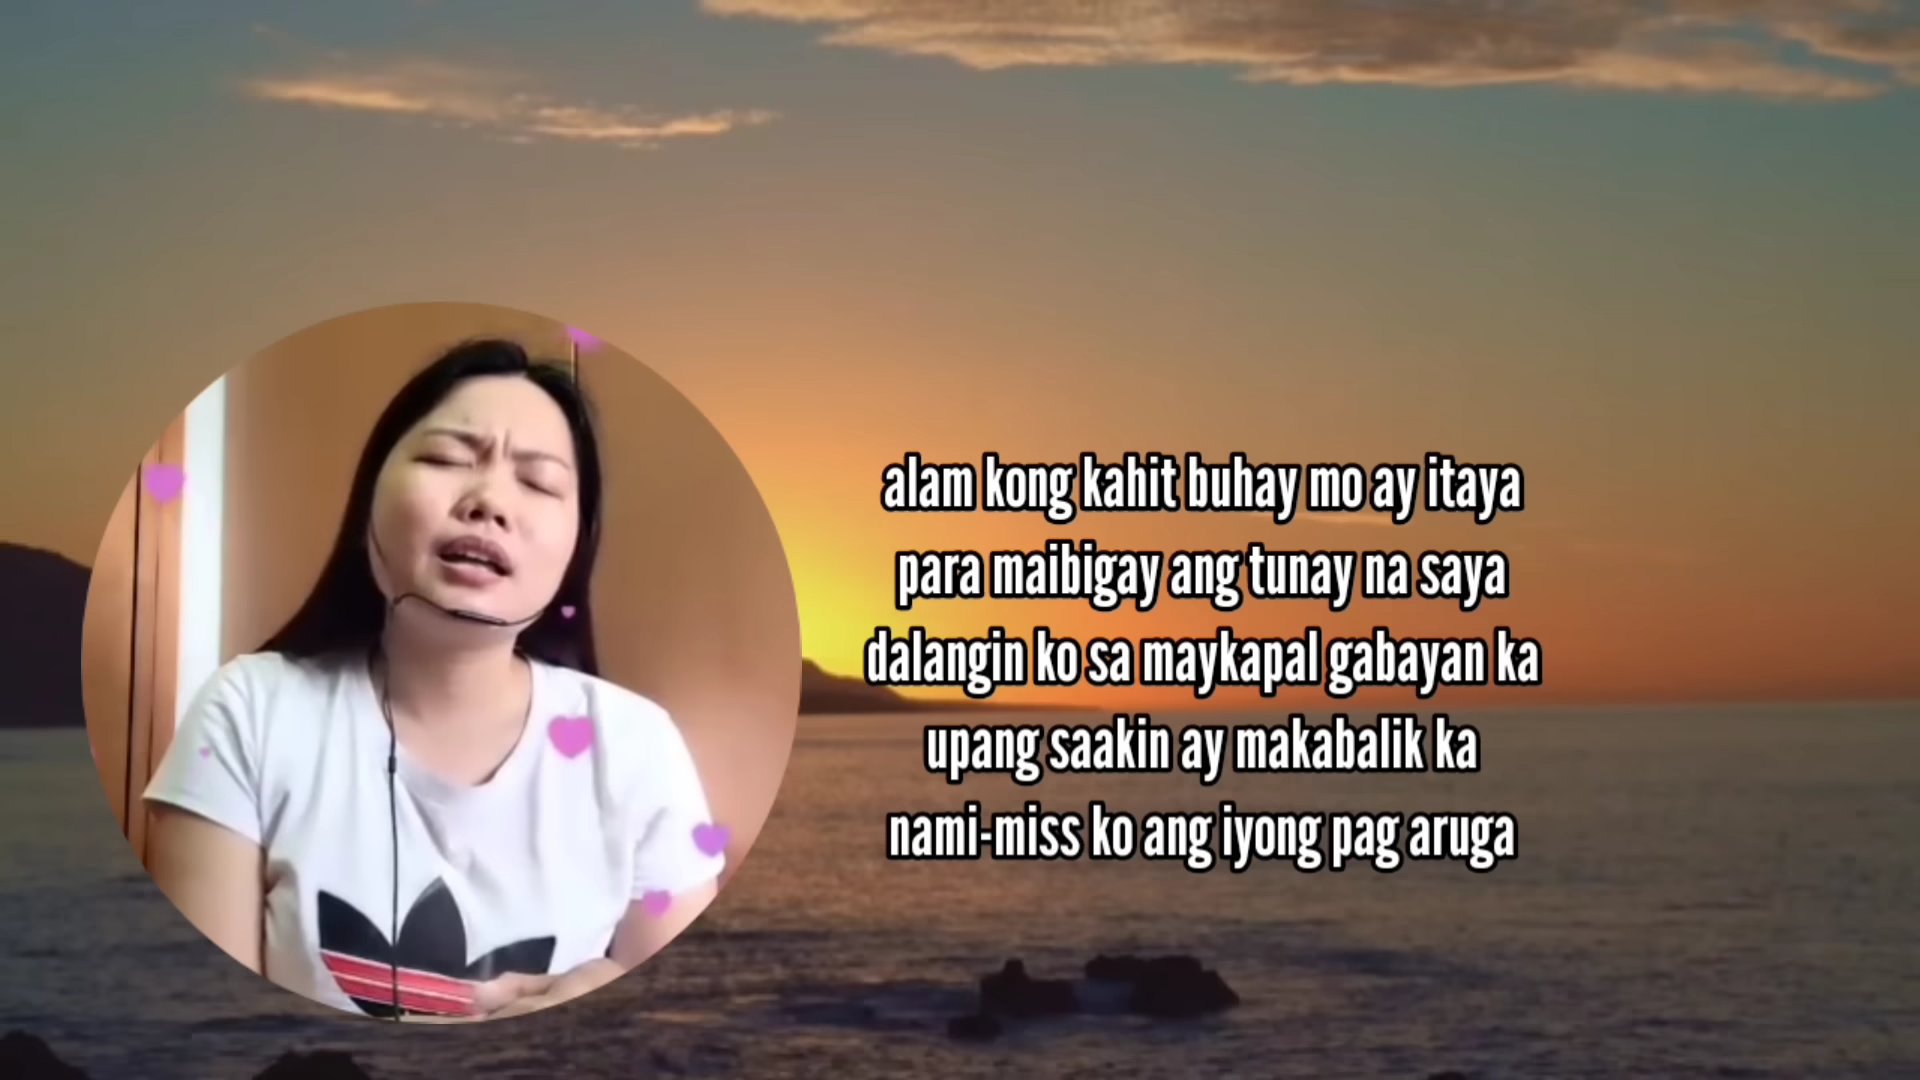 alam kong kahit buhay mo ay itaya
para maibigay ang tunay na saya
dalangin ko sa maykapal gabayan ka
upang saakin ay makabalik ka
nami-miss ko ang iyong pag aruga